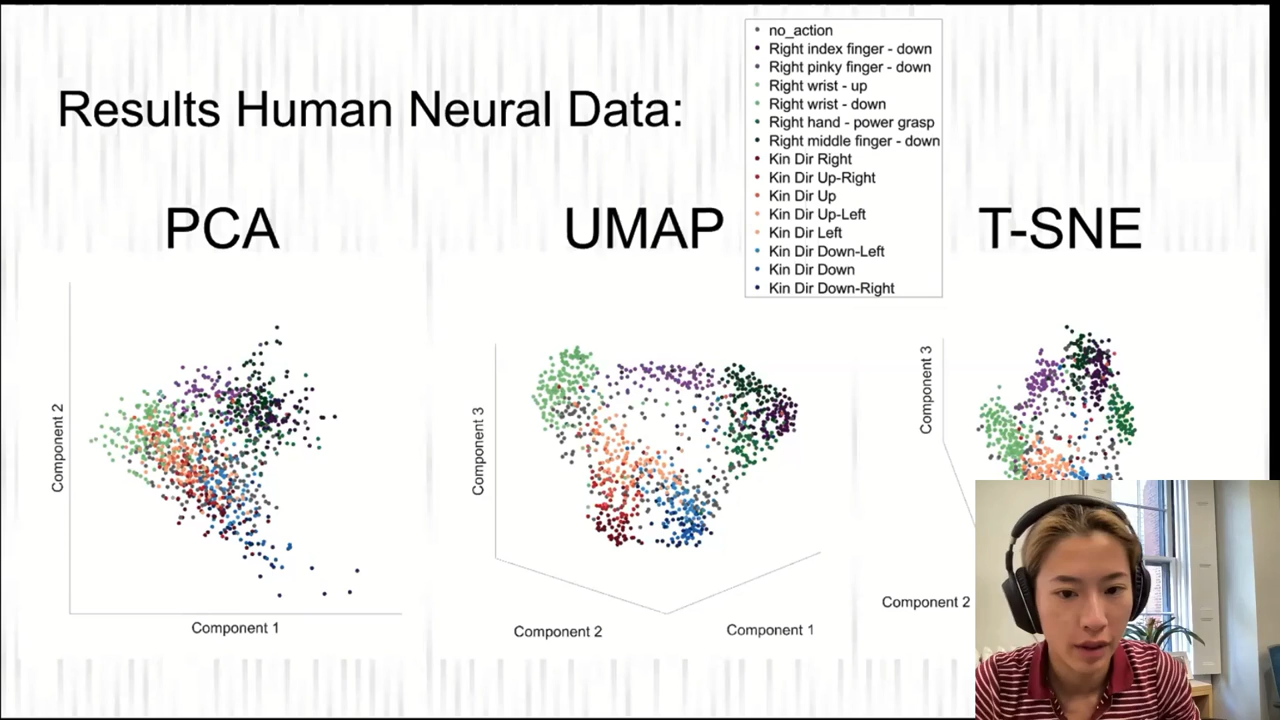 no_action
Right index finger - down
Right pinky finger - down
Right wrist - up
Right wrist - down
Right hand - power grasp
Right middle finger - down
Kin Dir Right
Kin Dir Up-Right
Kin Dir Up
Kin Dir Up-Left
Kin Dir Left
Kin Dir Down-Left
Kin Dir Down
Kin Dir Down-Right
Results Human Neural Data:
PCA
UMAP
T-SNE
Component 2
Component 1
Component 3
Component 2
Component 1
Component 3
Component 2